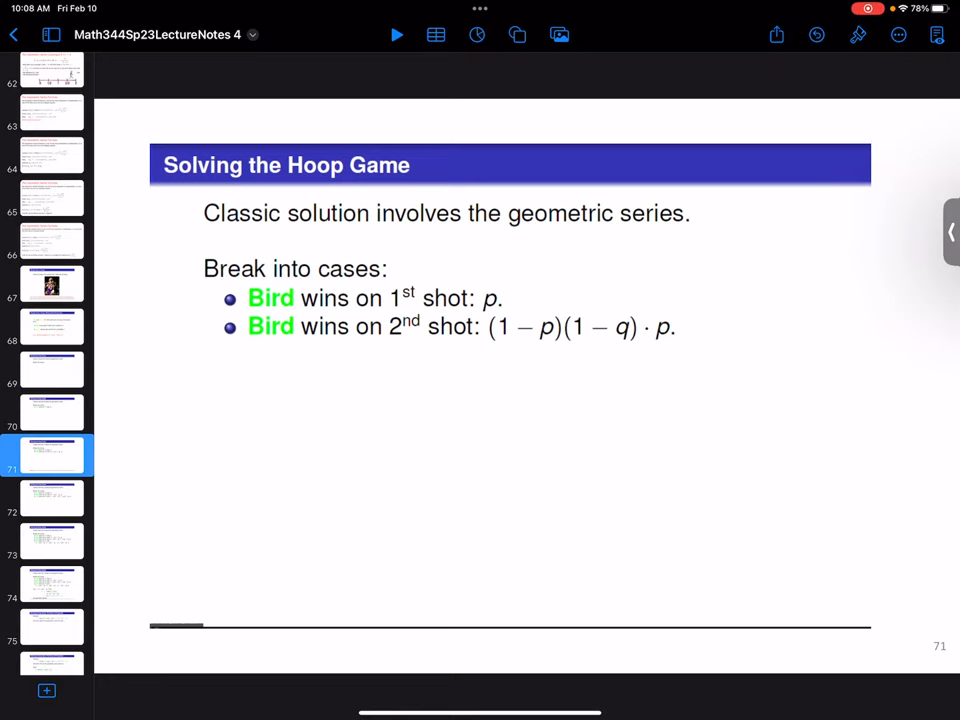 10:08 AM Fri Feb 10
78%
Math344Sp23LectureNotes 4
62
63
64
65
66
67
68
69
70
71
72
73
74
75
Solving the Hoop Game
Classic solution involves the geometric series.
Break into cases:
Bird wins on 1st shot: p.
Bird wins on 2nd shot: (1 − p)(1 − q) · p.
71